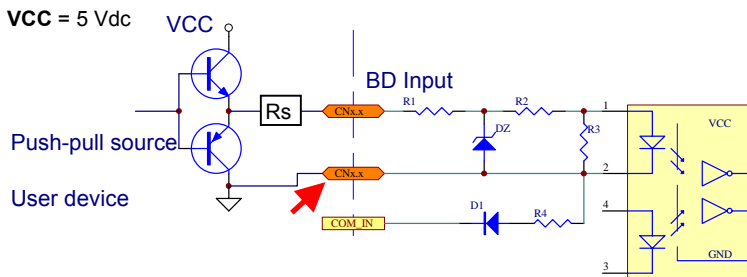 VCC = 5 Vdc
VCC
BD Input
Rs
CNx.x
R1
R2
1
VCC
R3
DZ
Push-pull source
CNx.x
2
User device
4
D1
R4
COM_IN
GND
3